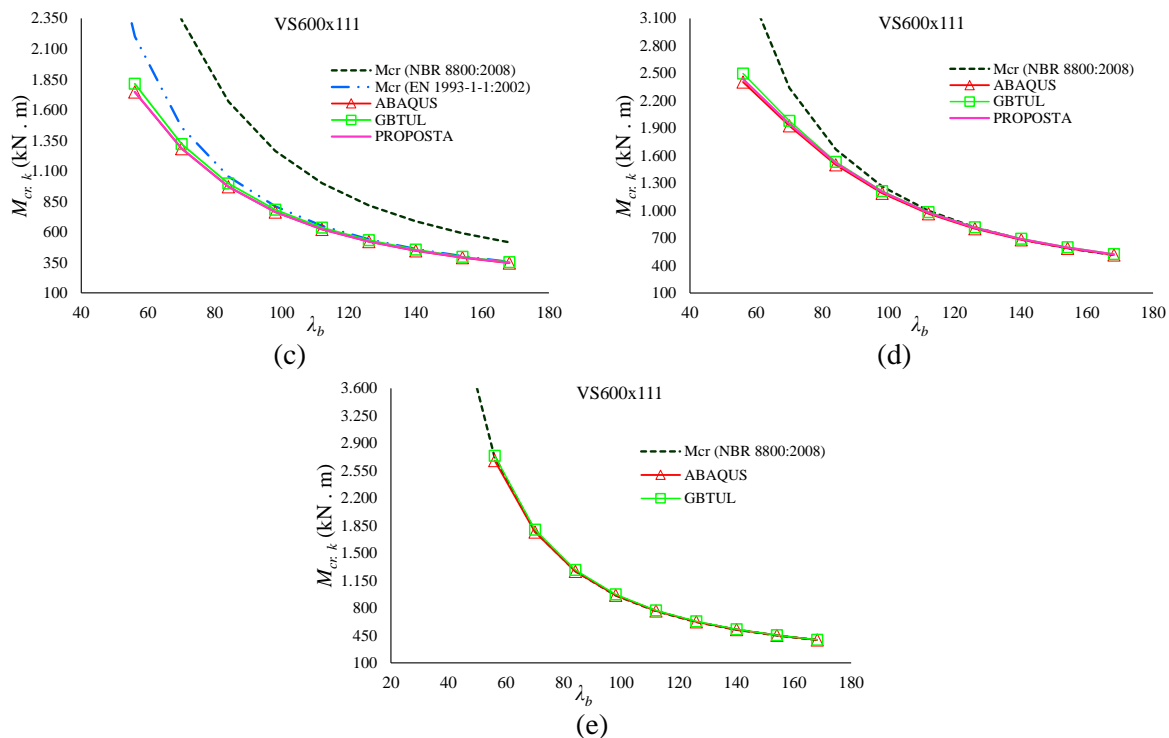 VS600x111
Mcr (NBR 8800:2008)
Mcr (EN 1993-1-1:2002)
ABAQUS
GBTUL
PROPOSTA
M cr, k (kN . m)
2.350
2.100
1.850
1.600
1.350
1.100
850
600
350
100
40 60 80 100 120 140 160 180
λb
(c)
VS600x111
Mcr (NBR 8800:2008)
ABAQUS
GBTUL
PROPOSTA
M cr, k (kN . m)
3.100
2.800
2.500
2.200
1.900
1.600
1.300
1.000
700
400
100
40 60 80 100 120 140 160 180
λb
(d)
VS600x111
Mcr (NBR 8800:2008)
ABAQUS
GBTUL
M cr, k (kN . m)
3.600
3.250
2.900
2.550
2.200
1.850
1.500
1.150
800
450
100
20 40 60 80 100 120 140 160 180
λb
(e)